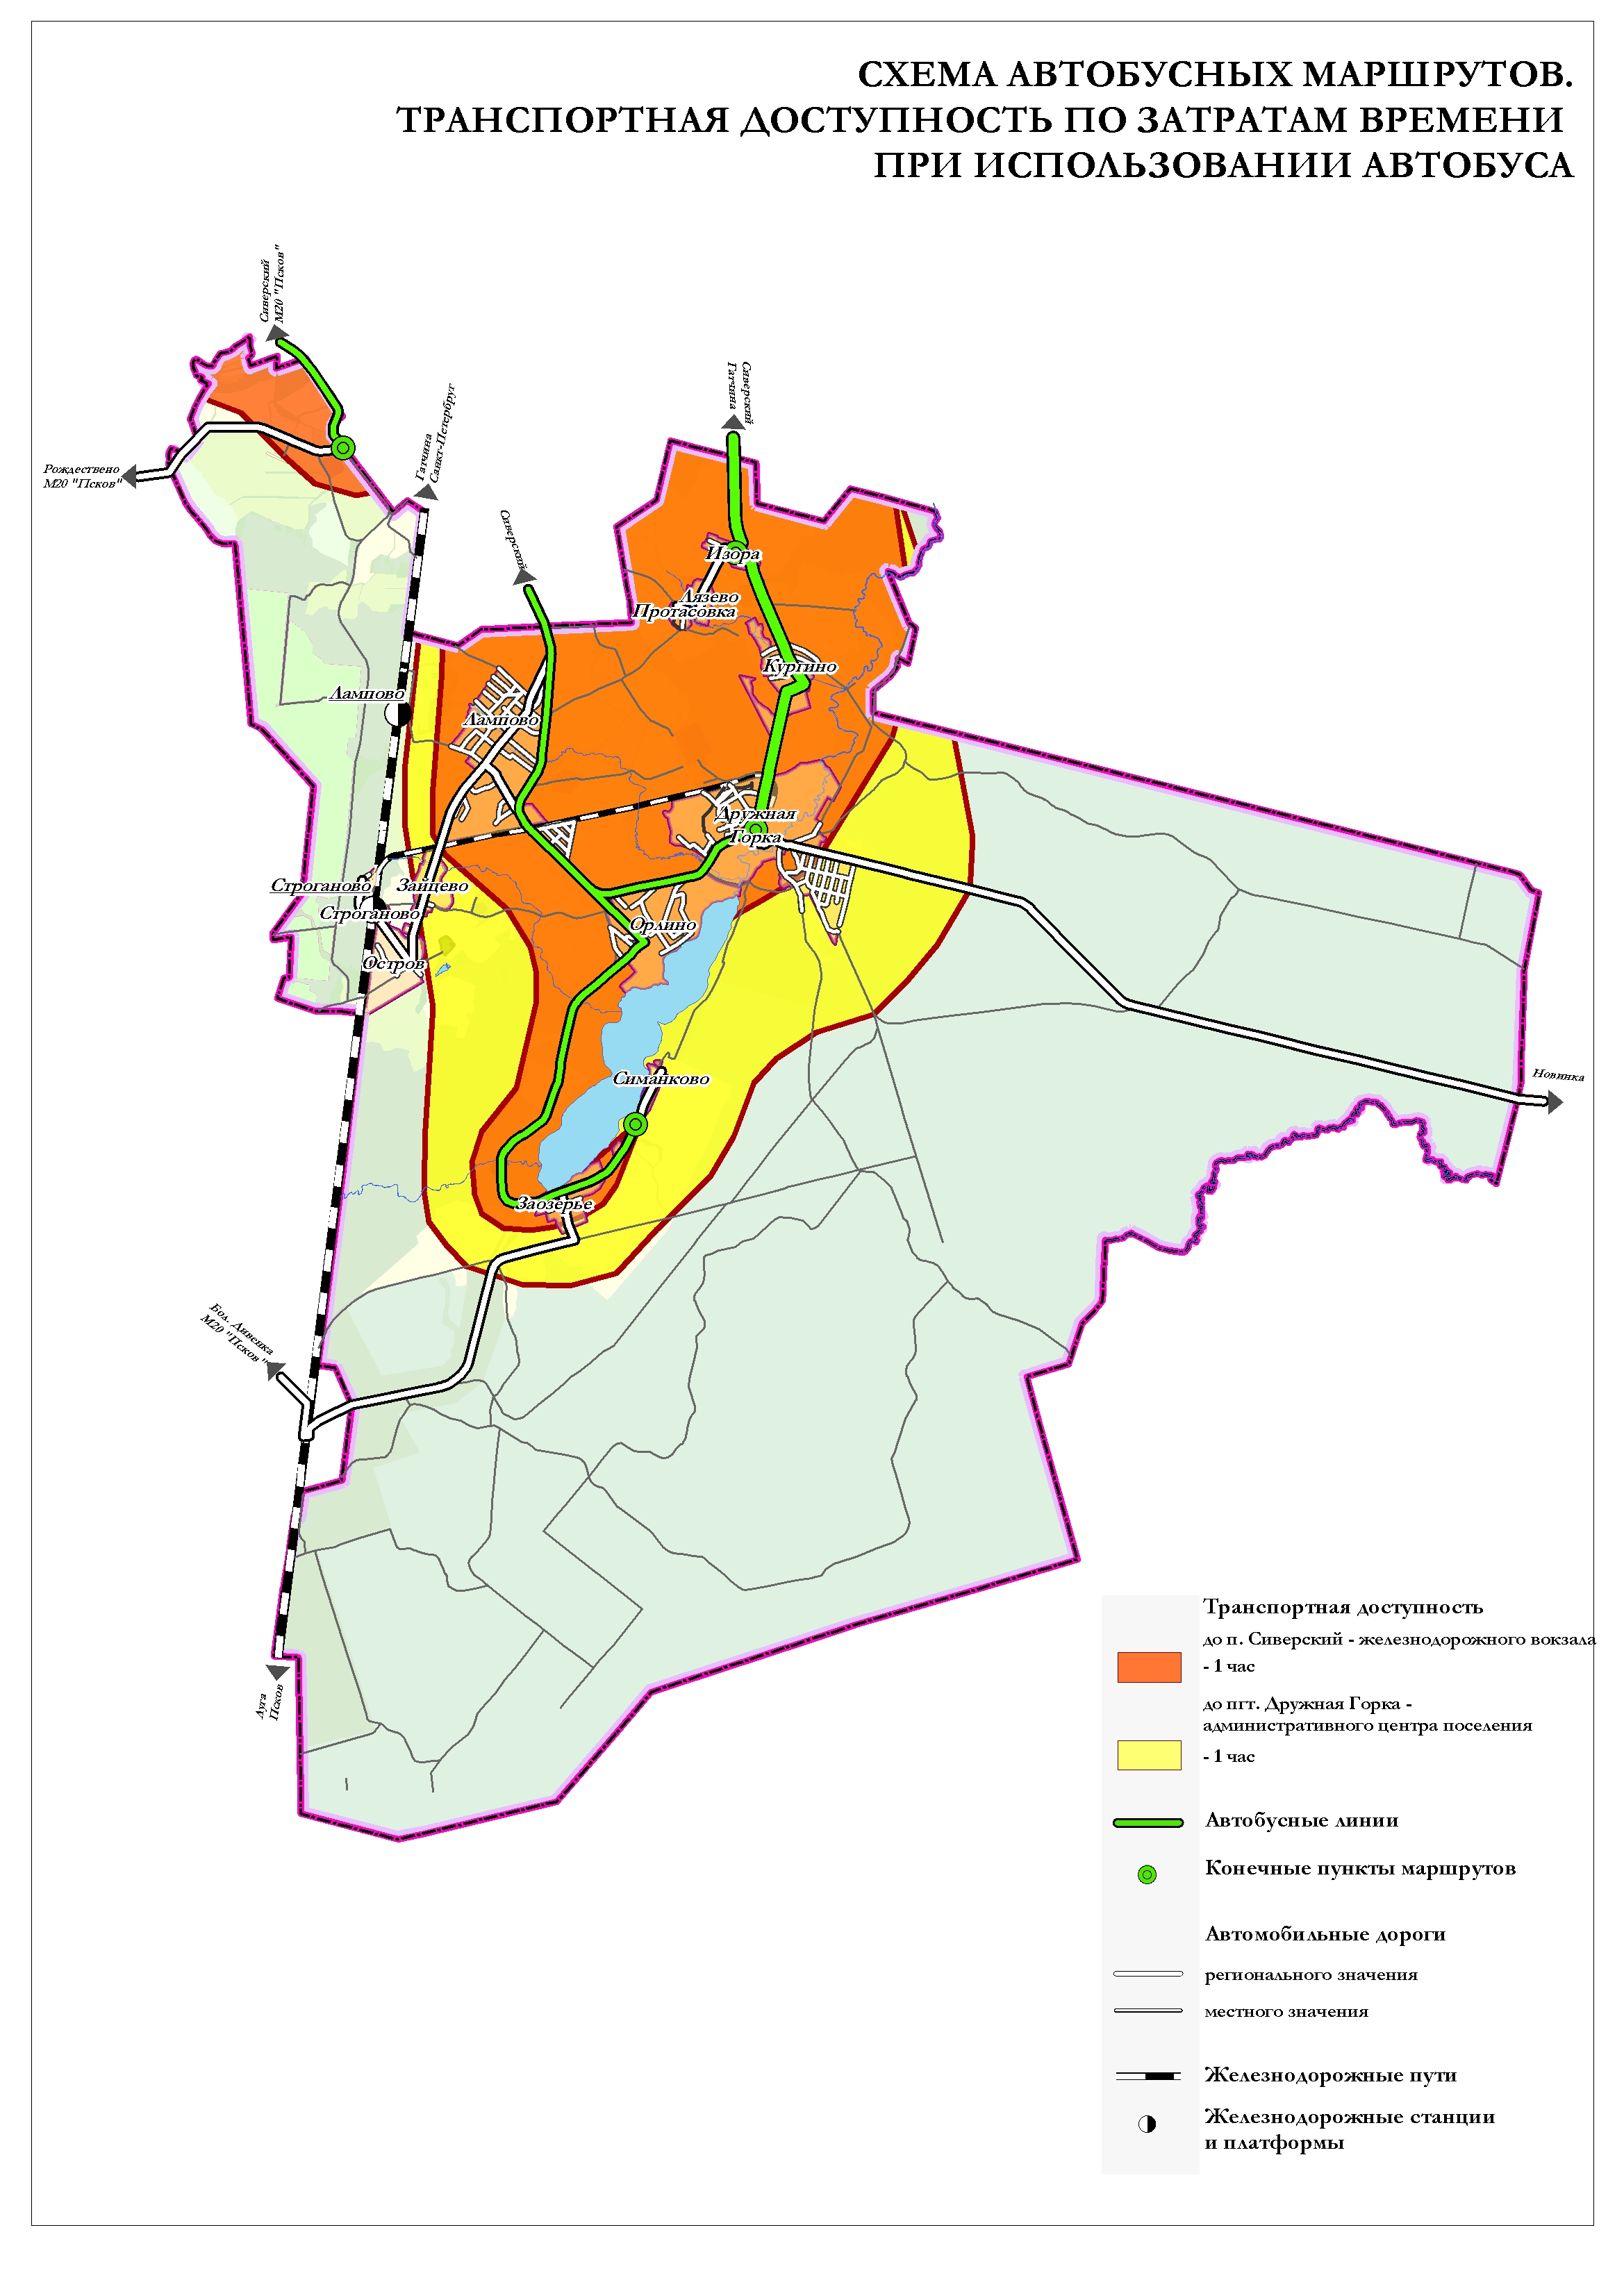 СХЕМА АВТОБУСНЫХ МАРШРУТОВ.
ТРАНСПОРТНАЯ ДОСТУПНОСТЬ ПО ЗАТРАТАМ ВРЕМЕНИ
ПРИ ИСПОЛЬЗОВАНИИ АВТОБУСА
Сиверский
М20 "Псков"
Сиверский
Гатчина
Гатчина
Санкт-Петербруг
Рождествено
М20 "Псков"
Сиверский
Изора
Лязево
Протасовка
Кургино
Лампово
Лампово
Дружная
Горка
Строганово
Зайцево
Строганово
Орлино
Остров
Симанково
Новинка
Заозерье
Бол. Дивенка
М20 "Псков"
Луга
Псков
Транспортная доступность
до п. Сиверский - железнодорожного вокзала
- 1 час
до пгт. Дружная Горка -
административного центра поселения
- 1 час
Автобусные линии
Конечные пункты маршрутов
Автомобильные дороги
регионального значения
местного значения
Железнодорожные пути
Железнодорожные станции
и платформы